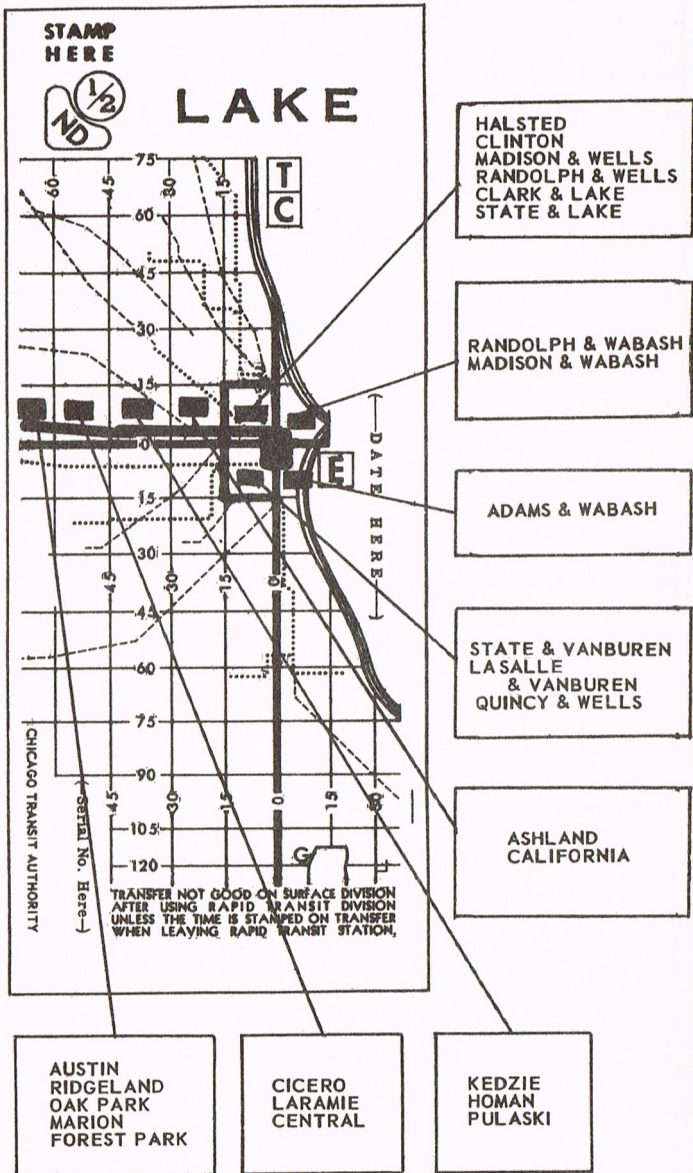 STAMP
HERE
1/2
ND
LAKE
T
C
60
45
30
15
75
60
45
30
15
0
15
30
45
60
75
90
105
120
45
30
15
0
45
30
15
0
15
30
E
(—DATE HERE—)
G
L
CHICAGO TRANSIT AUTHORITY
(Serial No. Here—)
TRANSFER NOT GOOD ON SURFACE DIVISION
AFTER USING RAPID TRANSIT DIVISION
UNLESS THE TIME IS STAMPED ON TRANSFER
WHEN LEAVING RAPID TRANSIT STATION,
HALSTED
CLINTON
MADISON & WELLS
RANDOLPH & WELLS
CLARK & LAKE
STATE & LAKE
RANDOLPH & WABASH
MADISON & WABASH
ADAMS & WABASH
STATE & VANBUREN
LASALLE
& VANBUREN
QUINCY & WELLS
ASHLAND
CALIFORNIA
AUSTIN
RIDGELAND
OAK PARK
MARION
FOREST PARK
CICERO
LARAMIE
CENTRAL
KEDZIE
HOMAN
PULASKI